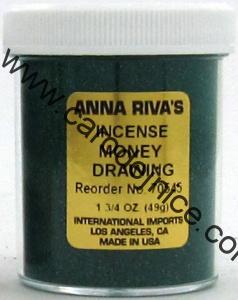 ANNA RIVA'S
INCENSE
MONEY
DRAWING
Reorder No.
1 3/4 OZ (49g)
INTERNATIONAL IMPORTS
LOS ANGELES, CA
MADE IN USA